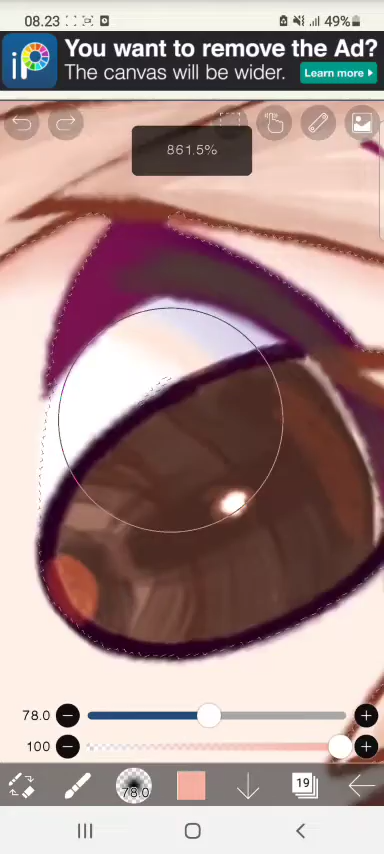 08.23
49%
You want to remove the Ad?
The canvas will be wider.
Learn more
iP
861.5%
78.0
100
78.0
19